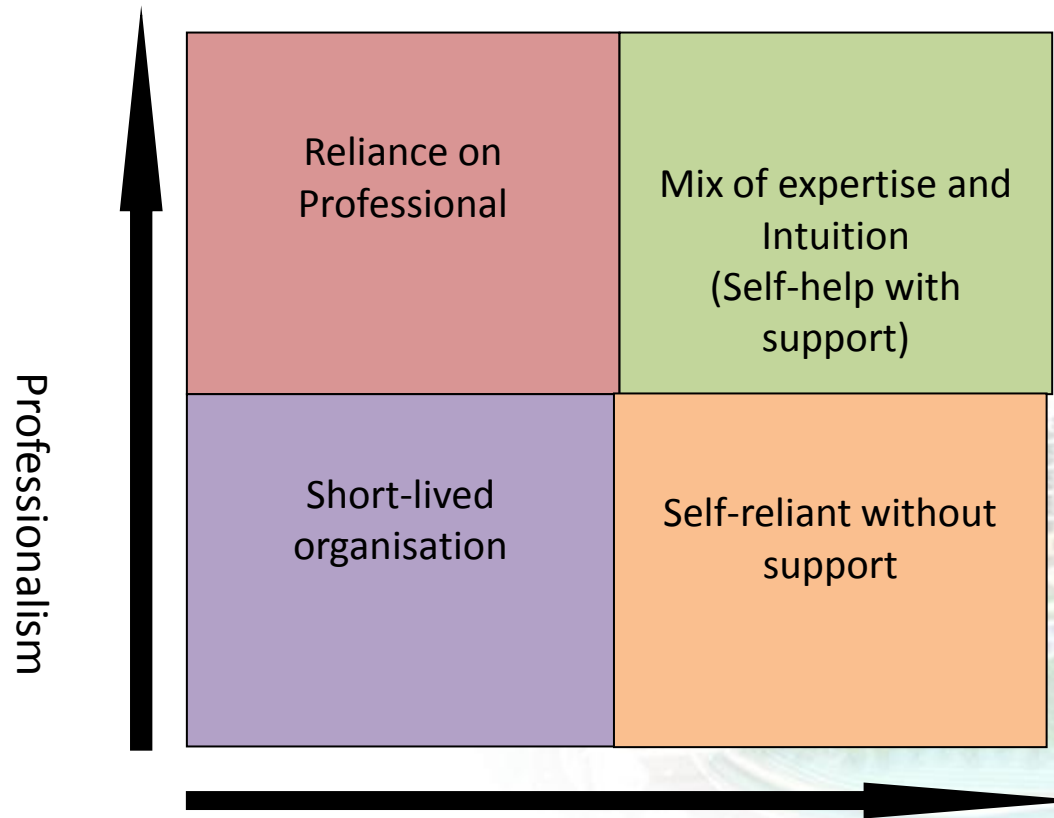 Reliance on
Professional
Mix of expertise and
Intuition
(Self-help with
support)
Professionalism
Short-lived
organisation
Self-reliant without
support